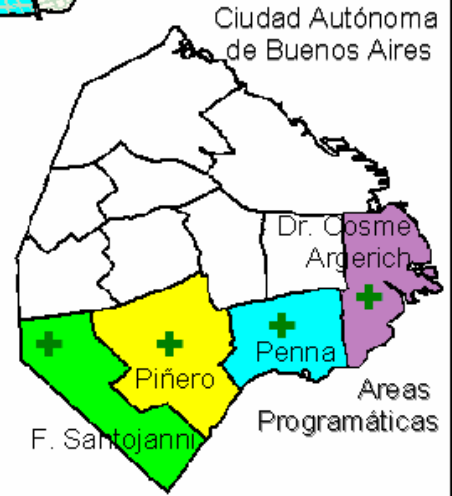 Ciudad Autónoma
de Buenos Aires
Dr. Cosme
Argerich
Penna
Piñero
Areas
Programáticas
F. Santojanni